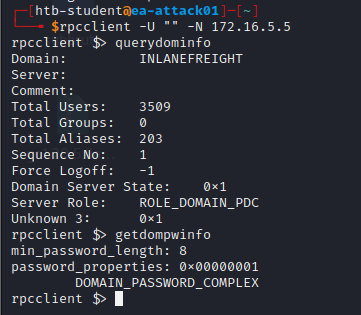 [htb-student@ea-attack01]-[~]
$rpcclient -U "" -N 172.16.5.5
rpcclient $> querydominfo
Domain: INLANEFREIGHT
Server:
Comment:
Total Users: 3509
Total Groups: 0
Total Aliases: 203
Sequence No: 1
Force Logoff: -1
Domain Server State: 0x1
Server Role: ROLE_DOMAIN_PDC
Unknown 3: 0x1
rpcclient $> getdompwinfo
min_password_length: 8
password_properties: 0x00000001
DOMAIN_PASSWORD_COMPLEX
rpcclient $>